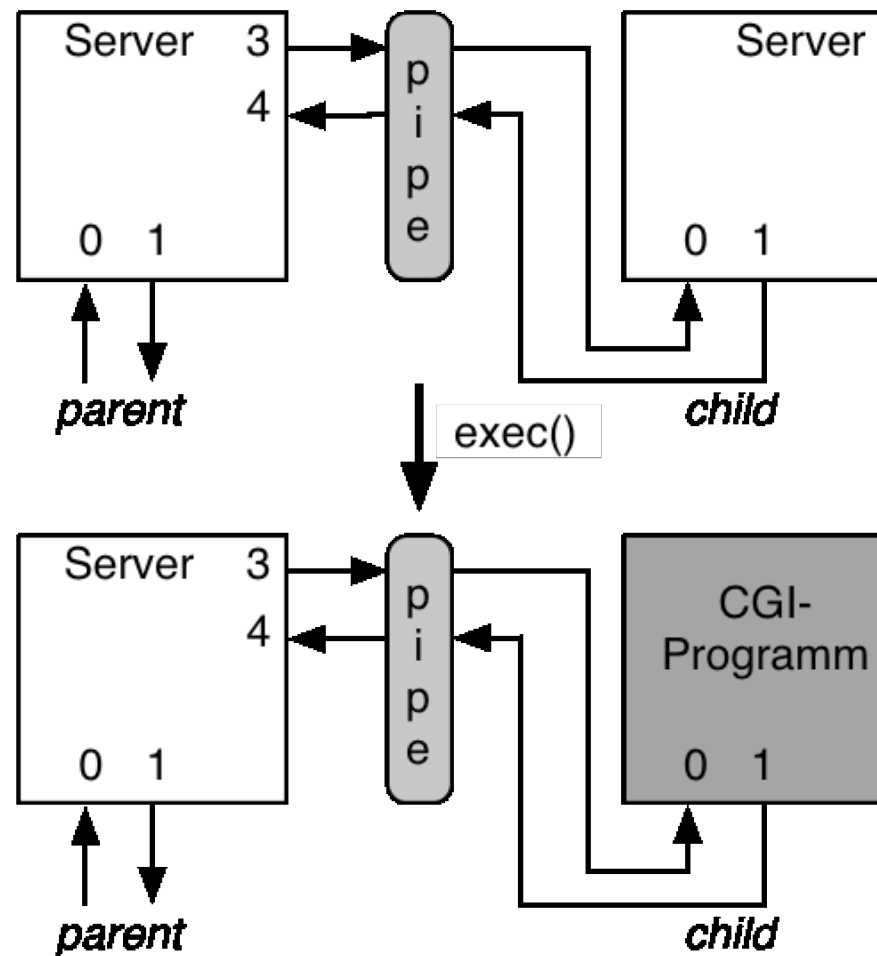 Server 3
4
0 1
parent
p
i
p
e
Server
0 1
child
exec()
Server 3
4
0 1
parent
p
i
p
e
CGI-
Programm
0 1
child